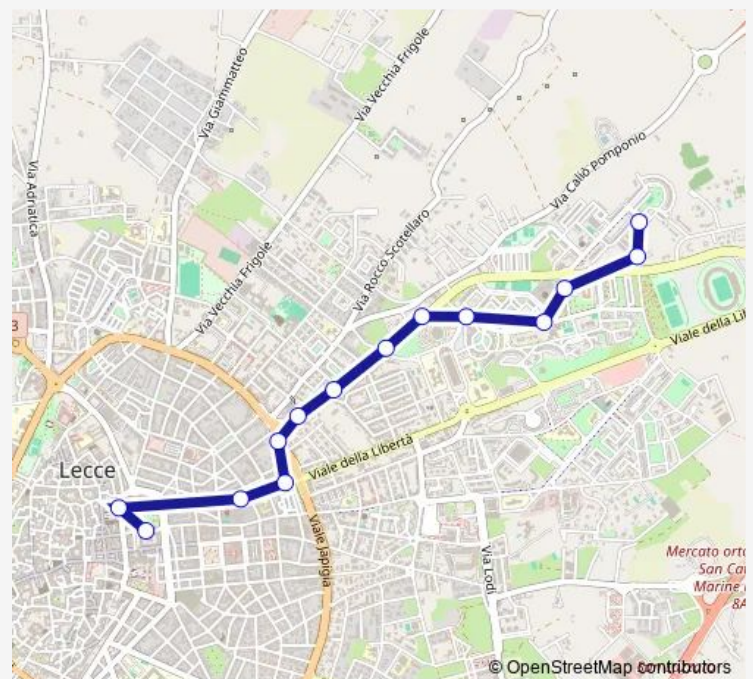 Via Giammatteo
Via Vecchia Frigole
Via Adriatica
Via Rocco Scotellaro
Via Caliò Pomponio
Via Vecchia Frigole
3
Viale della Lib
Lecce
Viale della Libertà
Viale Japigia
Via Lodi
Mercato orto
San Cat
Marine
8A
© OpenStreetMap contributors